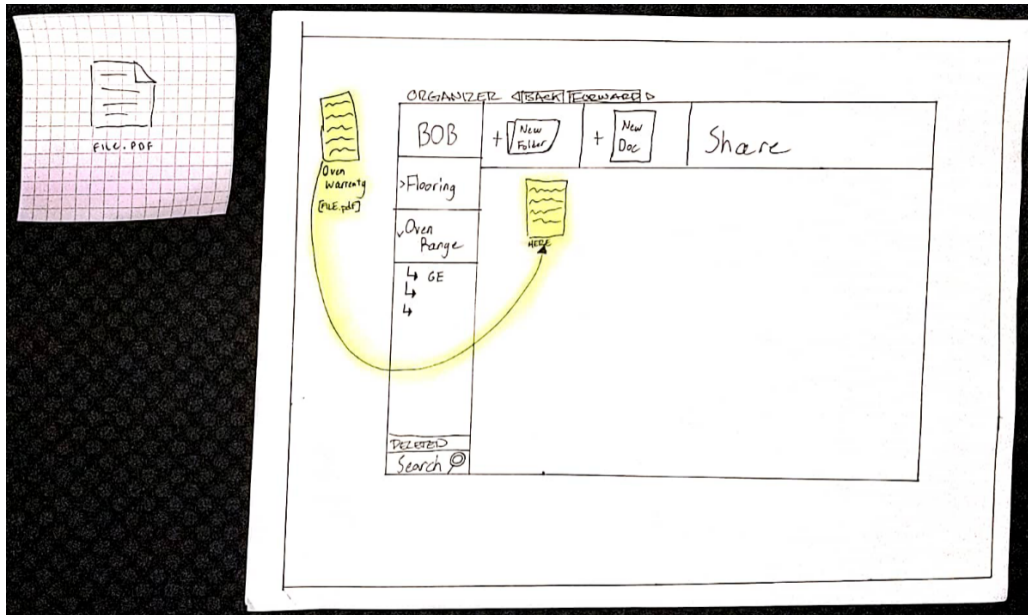 FILE.PDF
ORGANIZER BACK FORWARD
BOB
+ New Folder
+ New Doc
Share
Oven
Warrenty
[FILE.pdf]
>Flooring
Oven
Range
GE
HERE
DELETED
Search